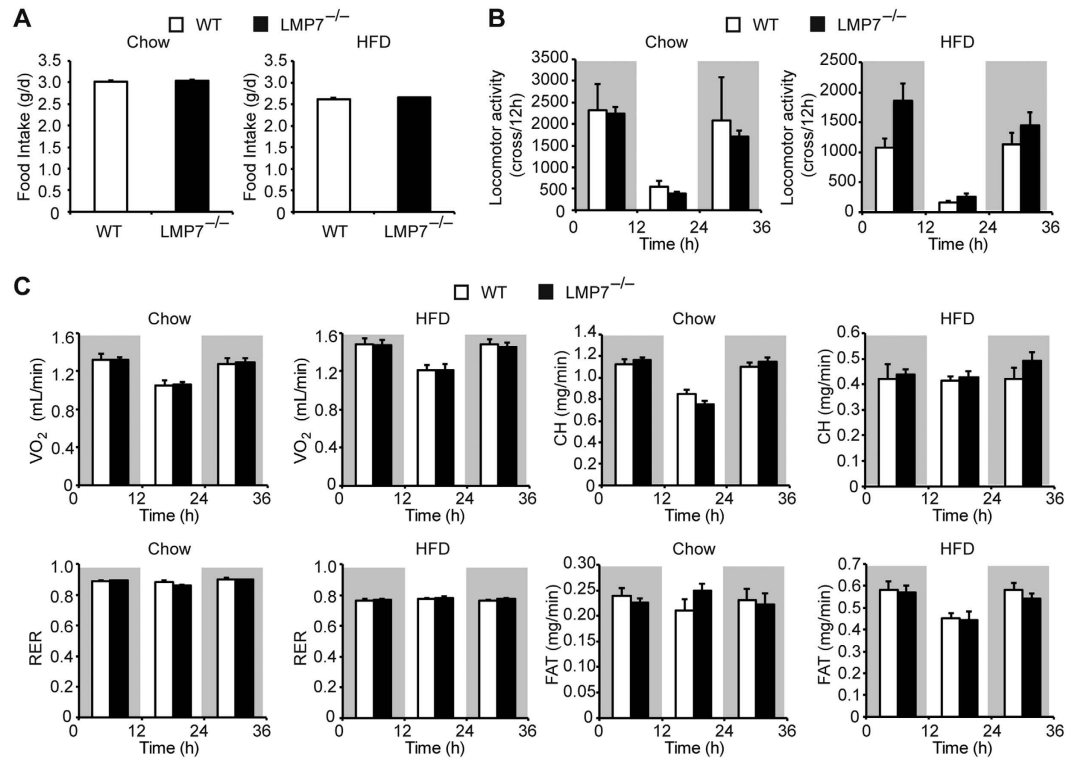 A
WT LMP7−/−
Chow
HFD
Food Intake (g/d)
3.5
3.0
2.5
2.0
1.5
1.0
0.5
0.0
WT LMP7−/−
Food Intake (g/d)
3.5
3.0
2.5
2.0
1.5
1.0
0.5
0.0
WT LMP7−/−
B
WT LMP7−/−
Chow
HFD
Locomotor activity
(cross/12h)
3500
3000
2500
2000
1500
1000
500
0
0 12 24 36
Time (h)
Locomotor activity
(cross/12h)
2500
2000
1500
1000
500
0
0 12 24 36
Time (h)
C
WT LMP7−/−
Chow
VO2 (mL/min)
1.6
1.2
0.8
0.4
0
0 12 24 36
Time (h)
HFD
VO2 (mL/min)
1.6
1.2
0.8
0.4
0
0 12 24 36
Time (h)
Chow
CH (mg/min)
1.4
1.2
1.0
0.8
0.6
0.4
0.2
0
0 12 24 36
Time (h)
HFD
CH (mg/min)
0.6
0.5
0.4
0.3
0.2
0.1
0
0 12 24 36
Time (h)
Chow
RER
1.0
0.8
0.6
0.4
0.2
0
0 12 24 36
Time (h)
HFD
RER
1.0
0.8
0.6
0.4
0.2
0
0 12 24 36
Time (h)
Chow
FAT (mg/min)
0.30
0.25
0.20
0.15
0.10
0.05
0.00
0 12 24 36
Time (h)
HFD
FAT (mg/min)
0.7
0.6
0.5
0.4
0.3
0.2
0.1
0
0 12 24 36
Time (h)